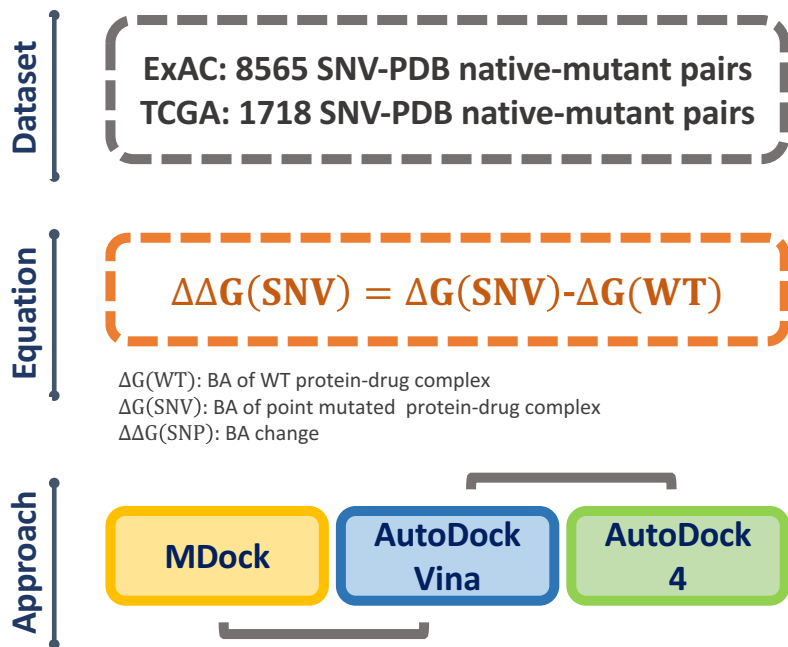 Dataset
ExAC: 8565 SNV-PDB native-mutant pairs
TCGA: 1718 SNV-PDB native-mutant pairs
Equation
ΔΔG(SNV) = ΔG(SNV)-ΔG(WT)
ΔG(WT): BA of WT protein-drug complex
ΔG(SNV): BA of point mutated protein-drug complex
ΔΔG(SNP): BA change
Approach
MDock
AutoDock
Vina
AutoDock
4